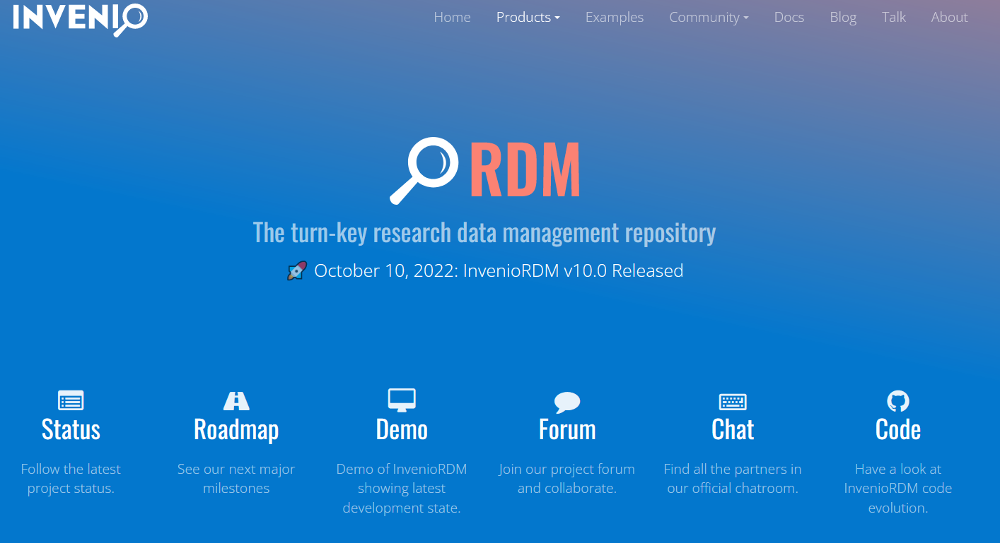 INVENIO
Home Products Examples Community Docs Blog Talk About
RDM
The turn-key research data management repository
October 10, 2022: InvenioRDM v10.0 Released
Status
Follow the latest
project status.
Roadmap
See our next major
milestones
Demo
Demo of InvenioRDM
showing latest
development state.
Forum
Join our project forum
and collaborate.
Chat
Find all the partners in
our official chatroom.
Code
Have a look at
InvenioRDM code
evolution.